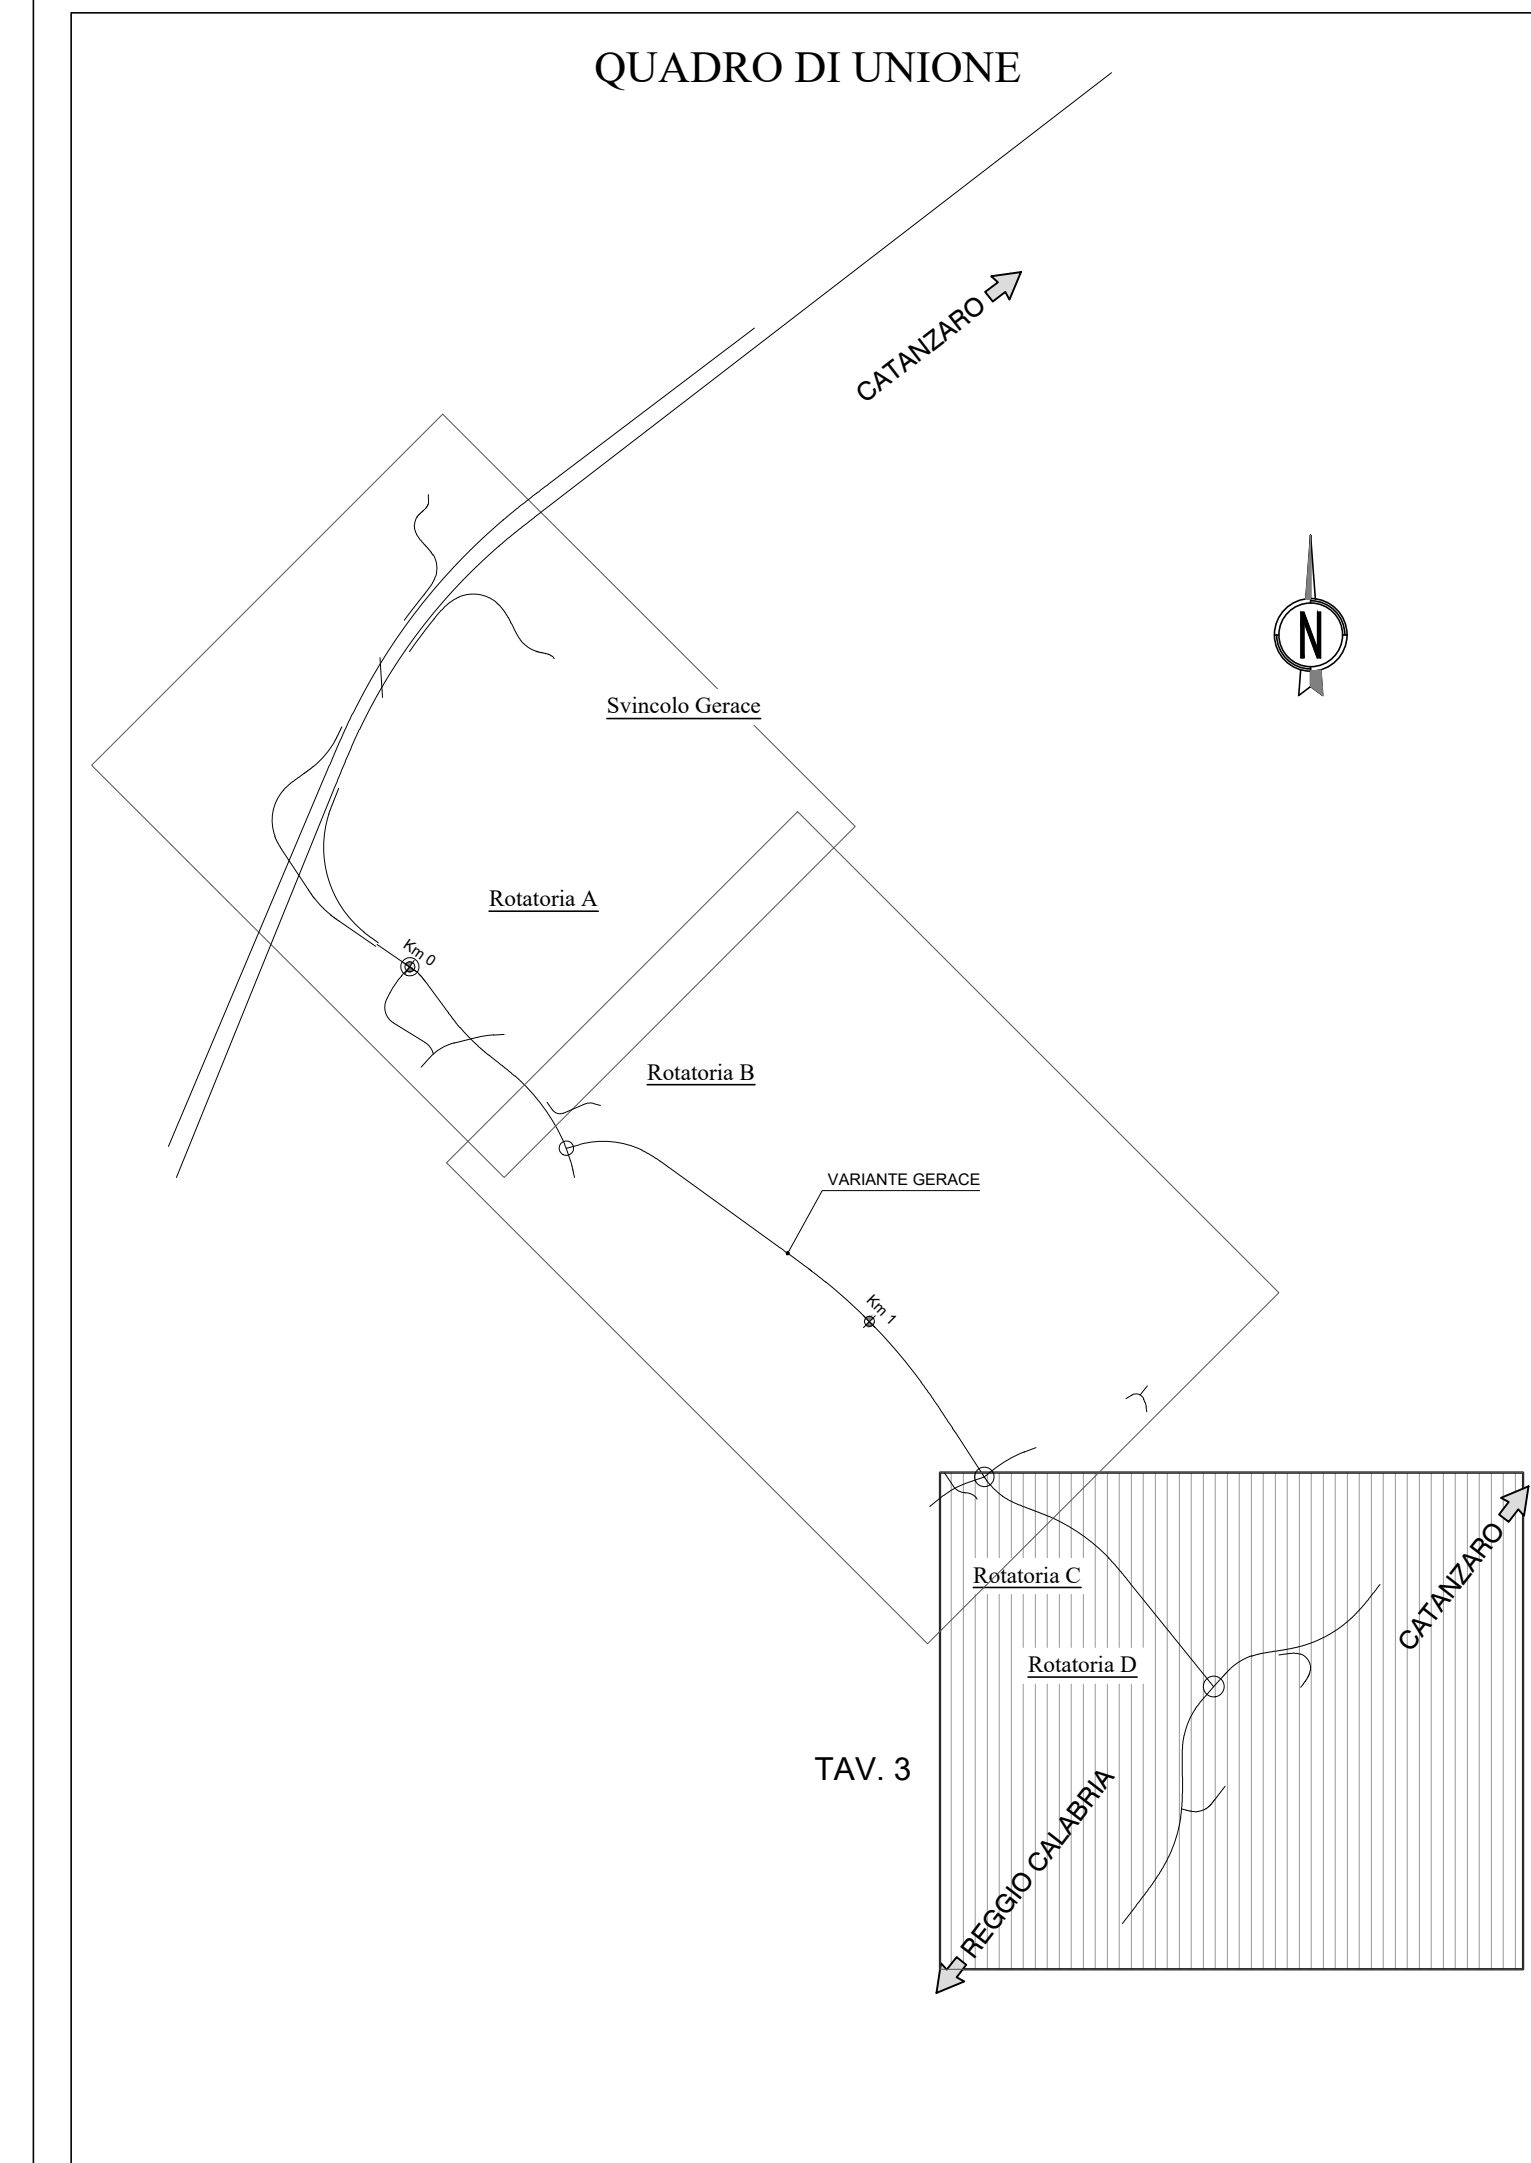 QUADRO DI UNIONE
CATANZARO
N
Svincolo Gerace
Rotatoria A
Km 0
Rotatoria B
VARIANTE GERACE
Km 1
CATANZARO
Rotatoria C
Rotatoria D
TAV. 3
REGGIO CALABRIA